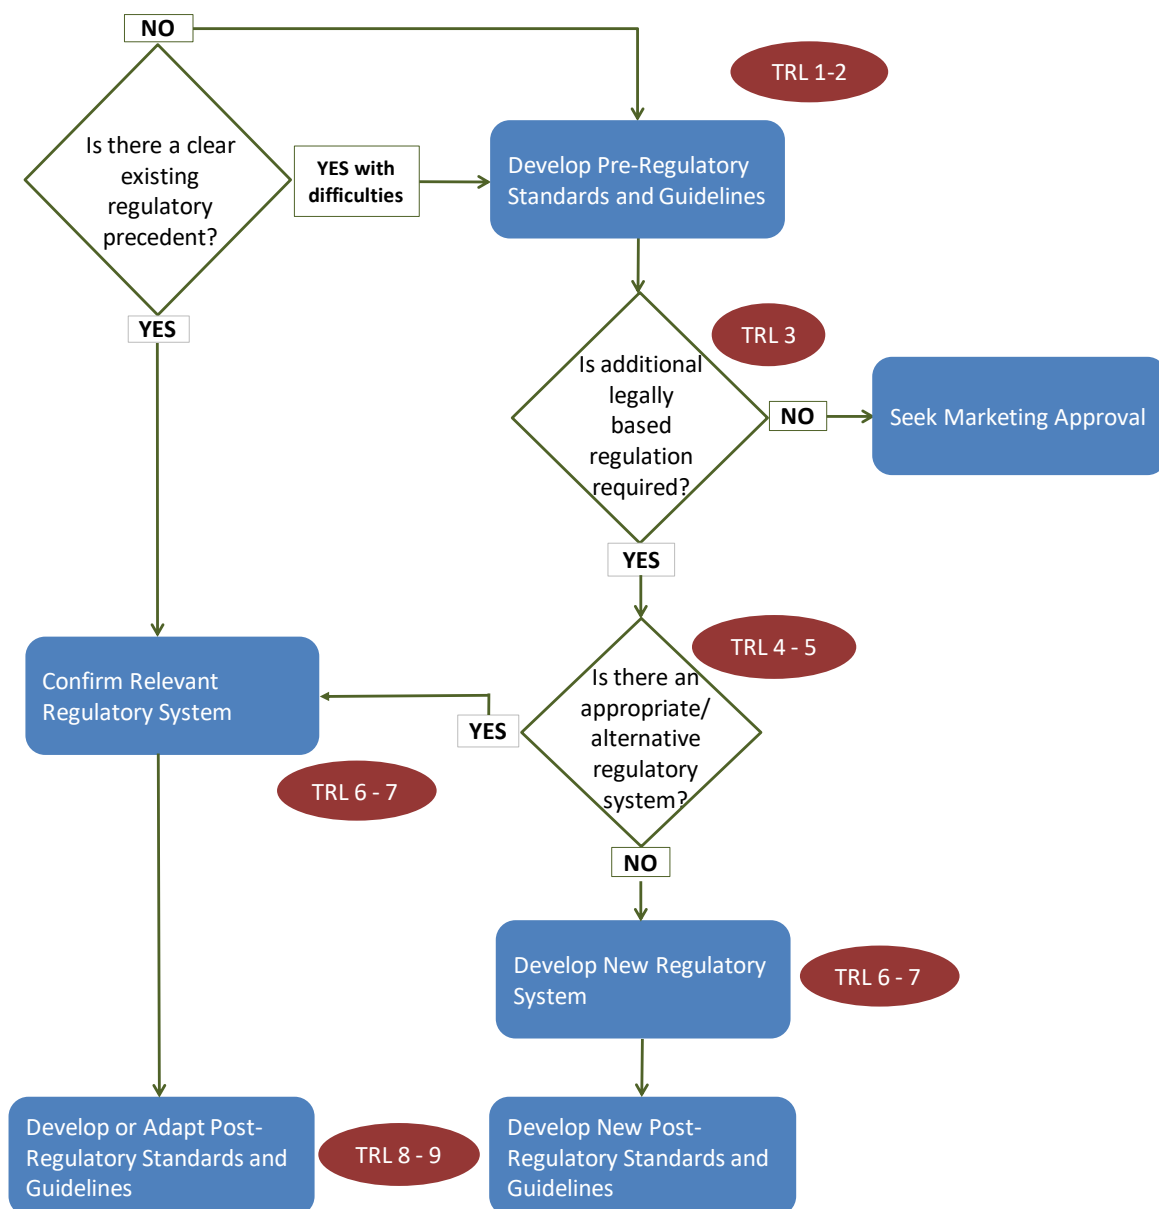 NO
TRL 1-2
Is there a clear
existing
regulatory
precedent?
YES with
difficulties
Develop Pre-Regulatory
Standards and Guidelines
YES
TRL 3
Is additional
legally
based
regulation
required?
NO
Seek Marketing Approval
YES
TRL 4 - 5
Confirm Relevant
Regulatory System
YES
Is there an
appropriate/
alternative
regulatory
system?
TRL 6 - 7
NO
Develop New Regulatory
System
TRL 6 - 7
Develop or Adapt Post-
Regulatory Standards and
Guidelines
TRL 8 - 9
Develop New Post-
Regulatory Standards and
Guidelines